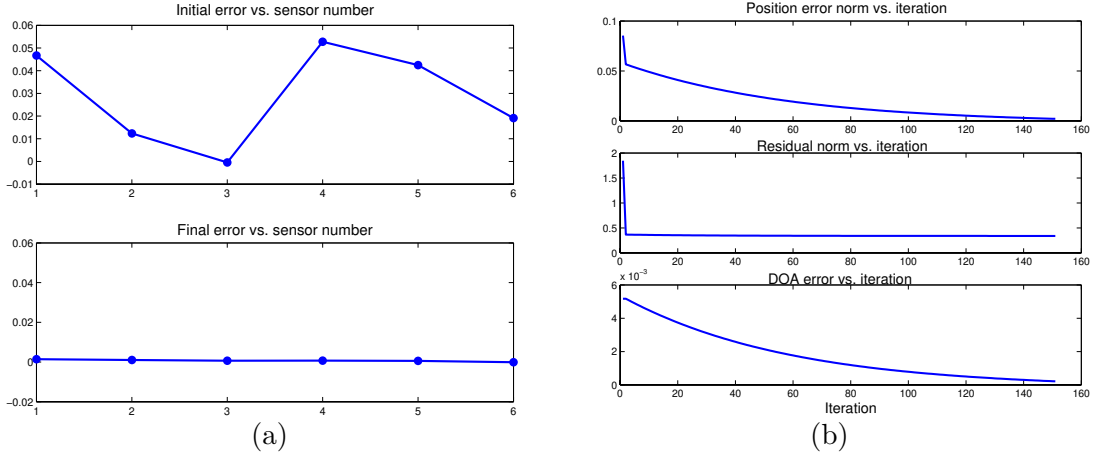 Initial error vs. sensor number
0.06
0.05
0.04
0.03
0.02
0.01
0
−0.01
1 2 3 4 5 6
Final error vs. sensor number
0.06
0.04
0.02
0
−0.02
1 2 3 4 5 6
(a)
Position error norm vs. iteration
0.1
0.05
0
0 20 40 60 80 100 120 140 160
Residual norm vs. iteration
2
1.5
1
0.5
0
0 20 40 60 80 100 120 140 160
x 10⁻³
DOA error vs. iteration
6
4
2
0
0 20 40 60 80 100 120 140 160
Iteration
(b)